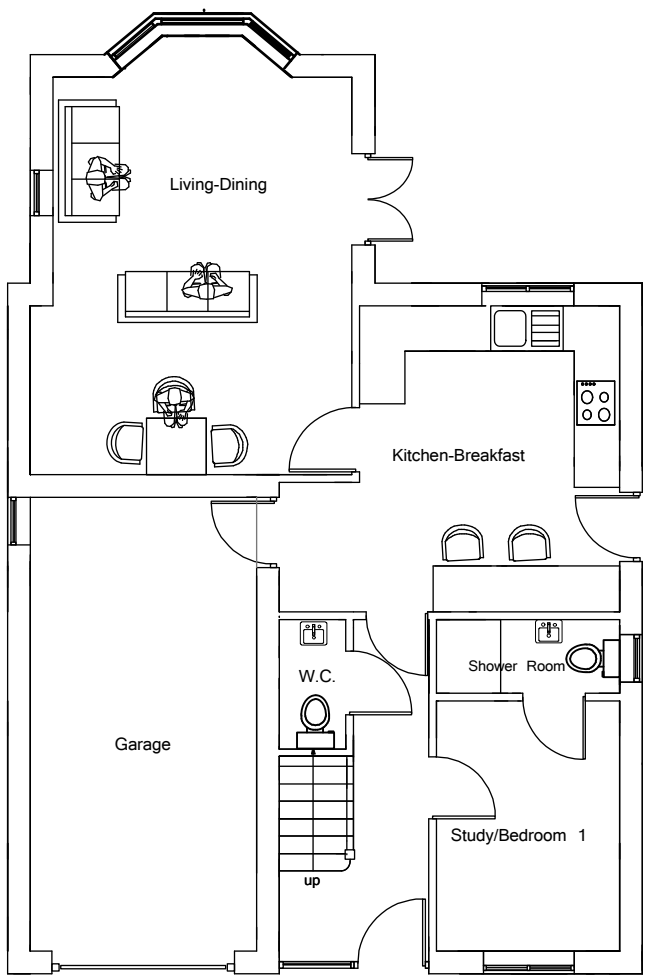 Living-Dining
Kitchen-Breakfast
Shower Room
W.C.
Garage
Study/Bedroom 1
up